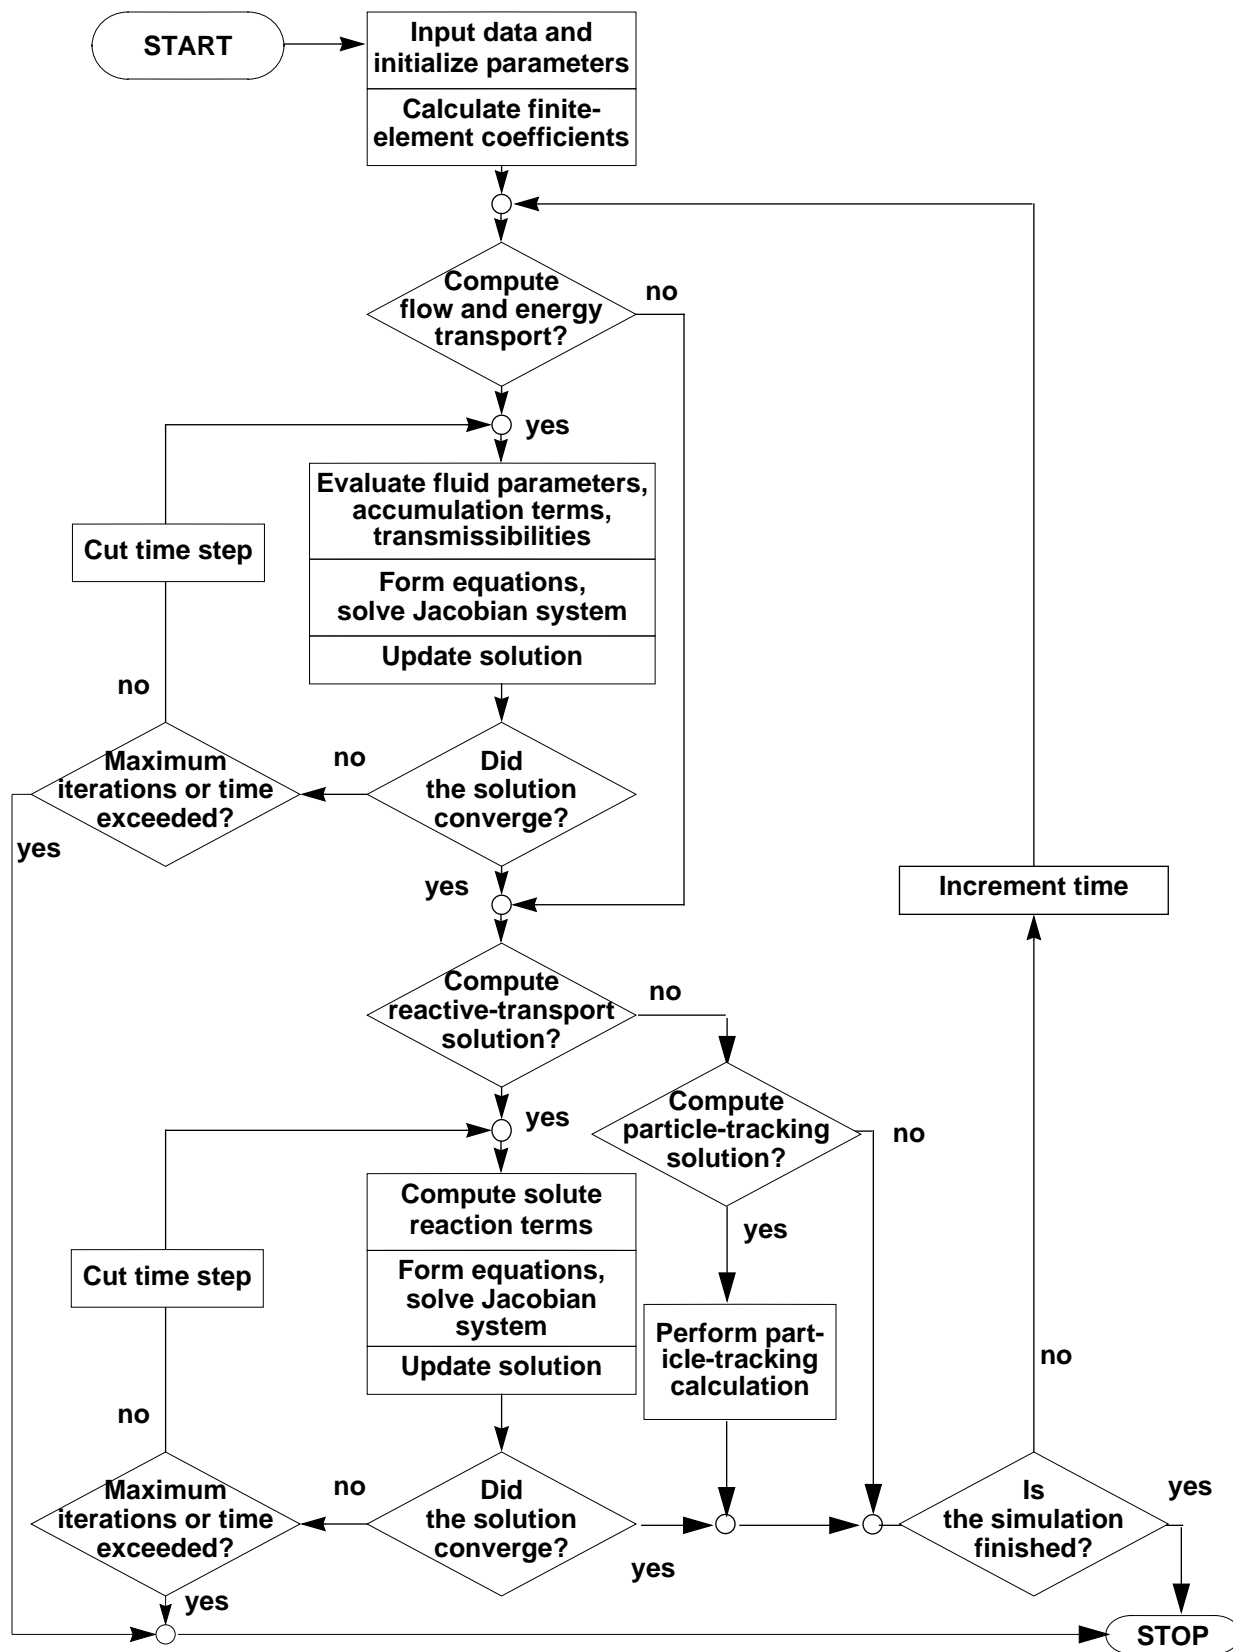 START
Input data and
initialize parameters
Calculate finite-
element coefficients
Compute
flow and energy
transport?
no
yes
Evaluate fluid parameters,
accumulation terms,
transmissibilities
Cut time step
Form equations,
solve Jacobian system
Update solution
no
Maximum
iterations or time
exceeded?
no
Did
the solution
converge?
yes
yes
Increment time
Compute
reactive-transport
solution?
no
yes
Compute
particle-tracking
solution?
no
Compute solute
reaction terms
yes
Cut time step
Form equations,
solve Jacobian
system
Update solution
Perform part-
icle-tracking
calculation
no
no
Maximum
iterations or time
exceeded?
no
Did
the solution
converge?
yes
Is
the simulation
finished?
yes
yes
STOP